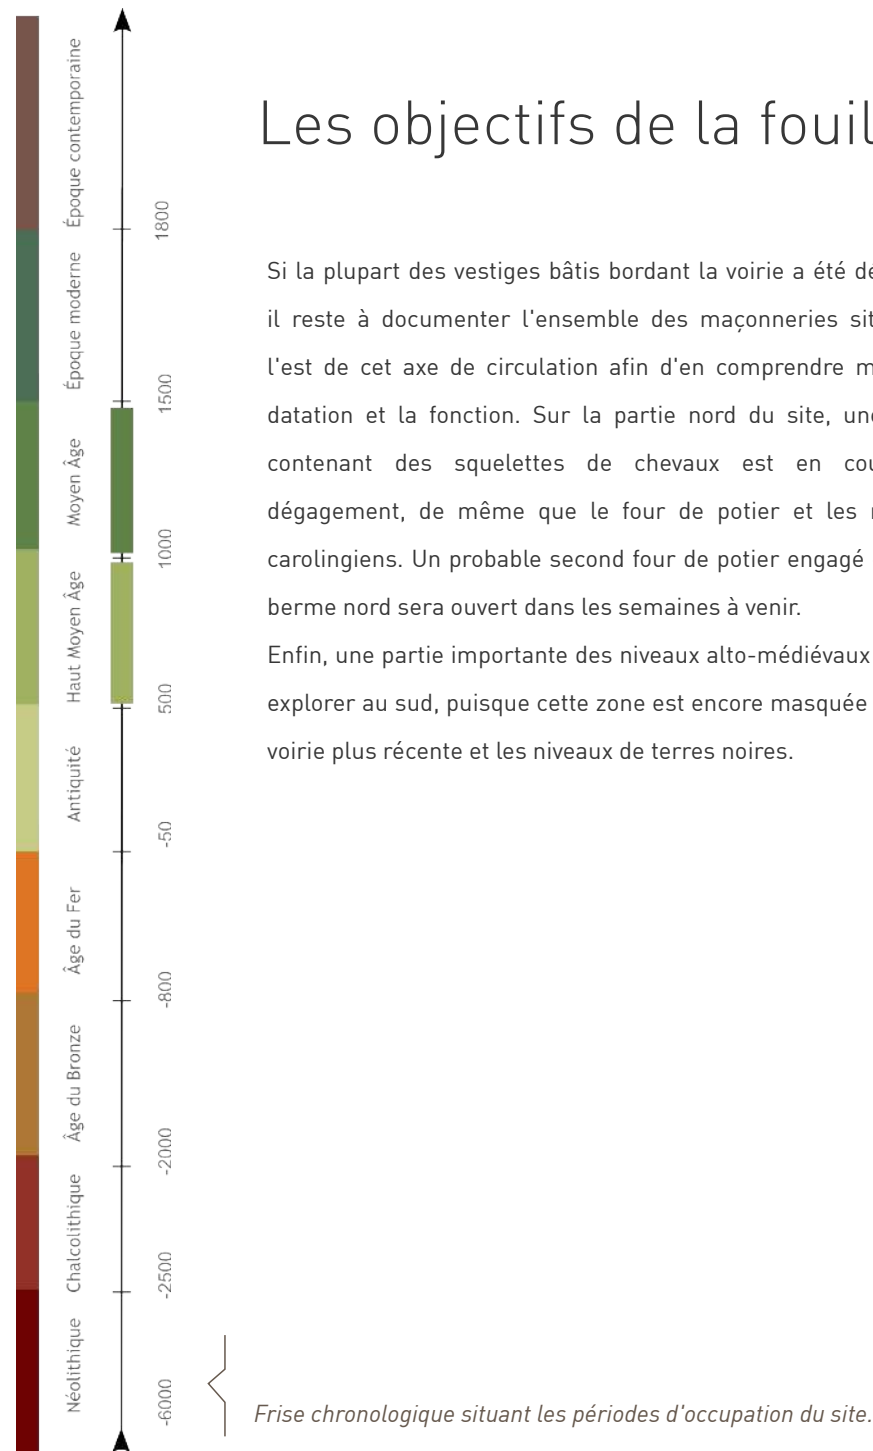 Époque contemporaine
Époque moderne
Moyen Âge
Haut Moyen Âge
Antiquité
Âge du Fer
Âge du Bronze
Chalcolithique
Néolithique
1800
1500
1000
500
-50
-800
-2000
-2500
-6000
Les objectifs de la
Si la plupart des vestiges bâtis bordant la voirie a été
il reste à documenter l'ensemble des maçonneries
l'est de cet axe de circulation afin d'en comprendre
datation et la fonction. Sur la partie nord du site,
contenant des squelettes de chevaux est en
dégagement, de même que le four de potier et les
carolingiens. Un probable second four de potier engagé
berme nord sera ouvert dans les semaines à venir.
Enfin, une partie importante des niveaux alto-médiévaux
explorer au sud, puisque cette zone est encore masquée
voirie plus récente et les niveaux de terres noires.
Frise chronologique situant les périodes d'occupation du site.